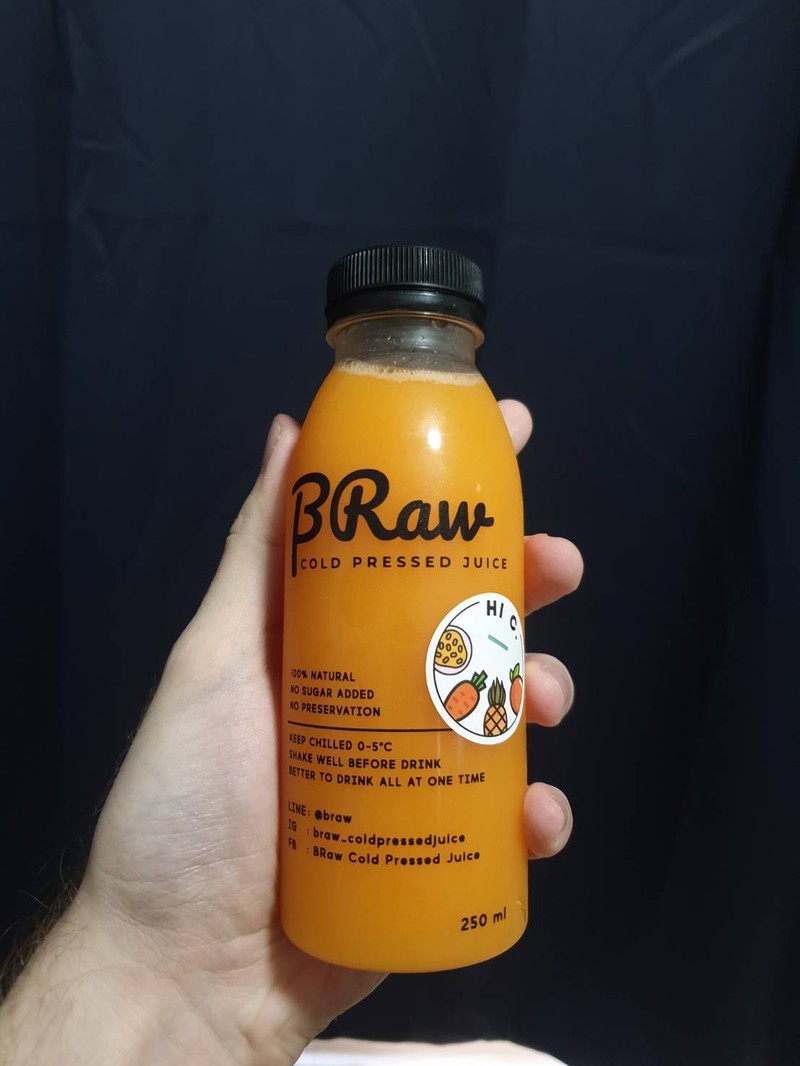 βRaw
COLD PRESSED JUICE
HI C.
100% NATURAL
NO SUGAR ADDED
NO PRESERVATION
KEEP CHILLED 0-5°C
SHAKE WELL BEFORE DRINK
BETTER TO DRINK ALL AT ONE TIME
LINE: @braw
IG : braw_coldpressedjuice
FB : BRaw Cold Pressed Juice
250 ml